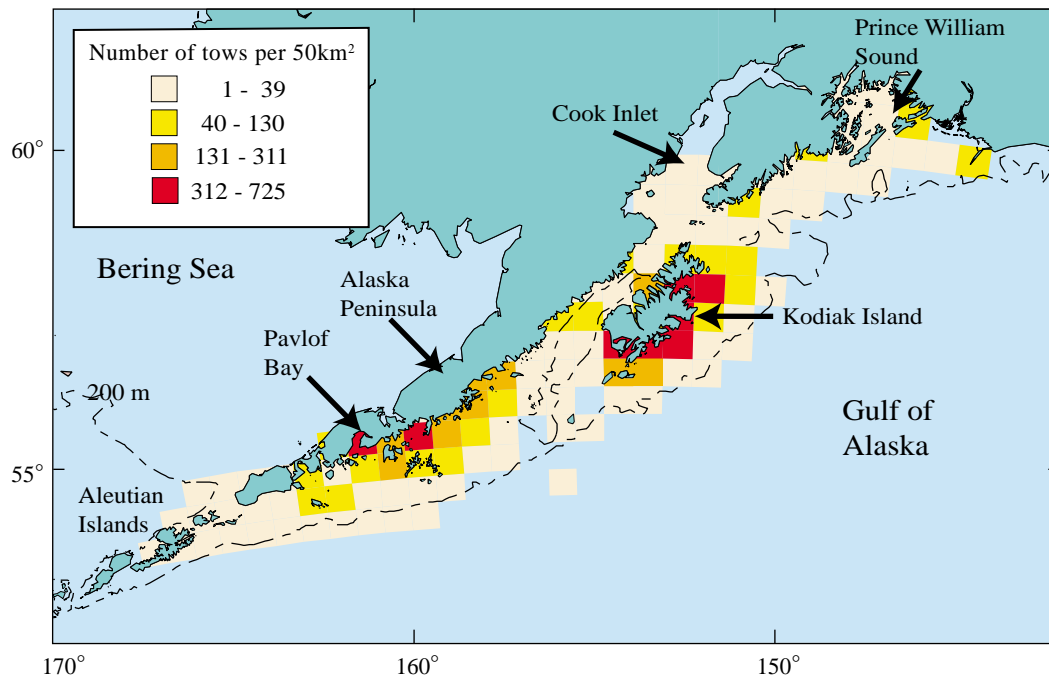 Number of tows per 50km²
1 - 39
40 - 130
131 - 311
312 - 725
Prince William
Sound
Cook Inlet
60°
Bering Sea
Alaska
Peninsula
Kodiak Island
Pavlof
Bay
200 m
Gulf of
Alaska
55°
Aleutian
Islands
170°
160°
150°